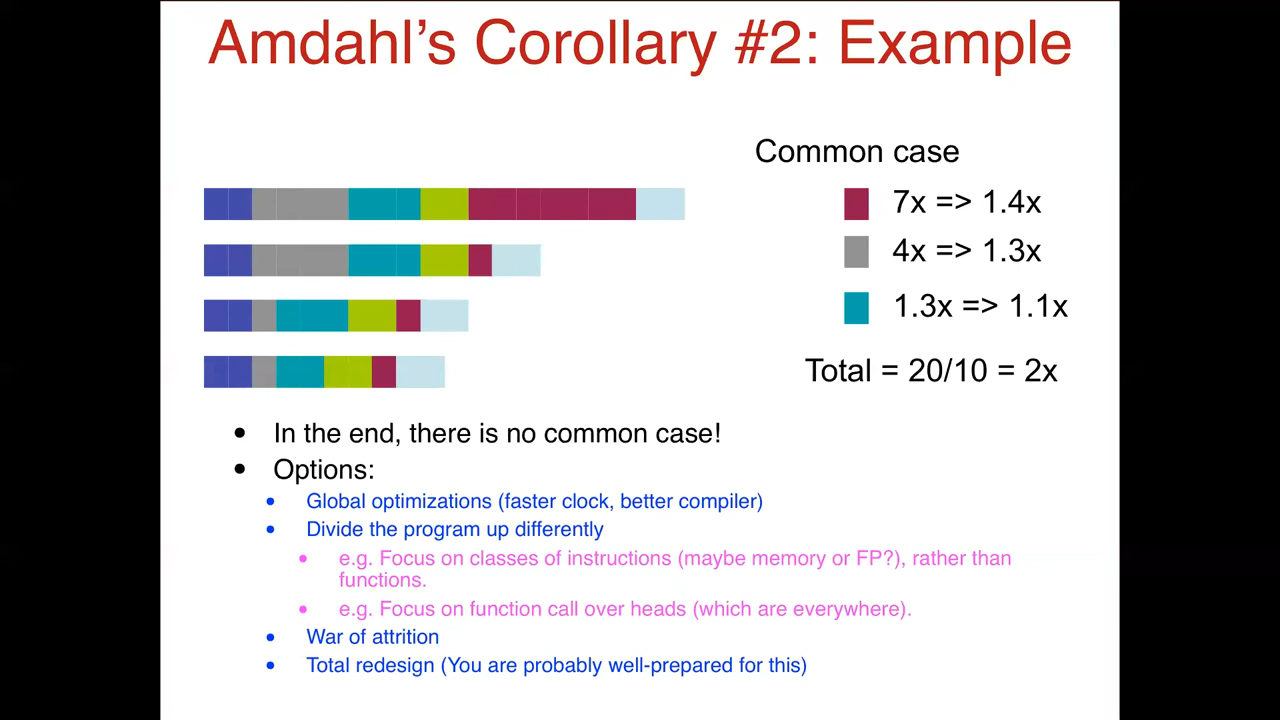 Amdahl's Corollary #2: Example
Common case
7x => 1.4x
4x => 1.3x
1.3x => 1.1x
Total = 20/10 = 2x
• In the end, there is no common case!
• Options:
• Global optimizations (faster clock, better compiler)
• Divide the program up differently
• e.g. Focus on classes of instructions (maybe memory or FP?), rather than
functions.
• e.g. Focus on function call over heads (which are everywhere).
• War of attrition
• Total redesign (You are probably well-prepared for this)